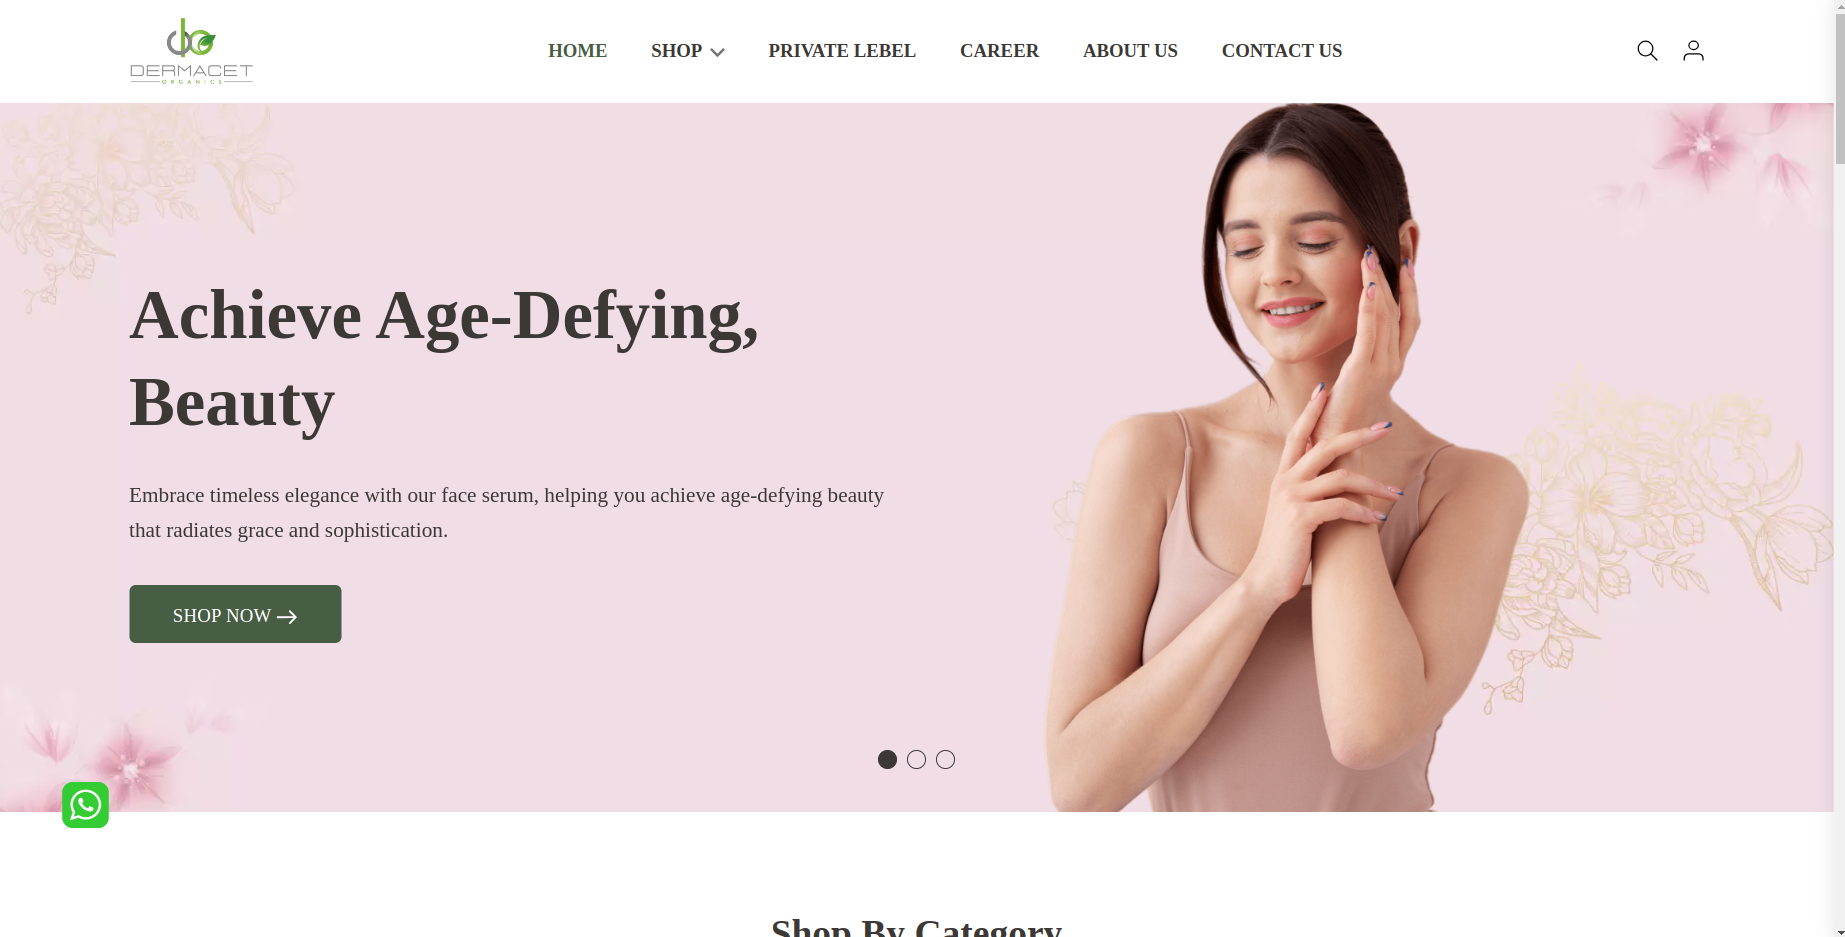 DERMACET
ORGANICS
HOME
SHOP
PRIVATE LEBEL
CAREER
ABOUT US
CONTACT US
Achieve Age-Defying,
Beauty
Embrace timeless elegance with our face serum, helping you achieve age-defying beauty
that radiates grace and sophistication.
SHOP NOW
Shop By Category